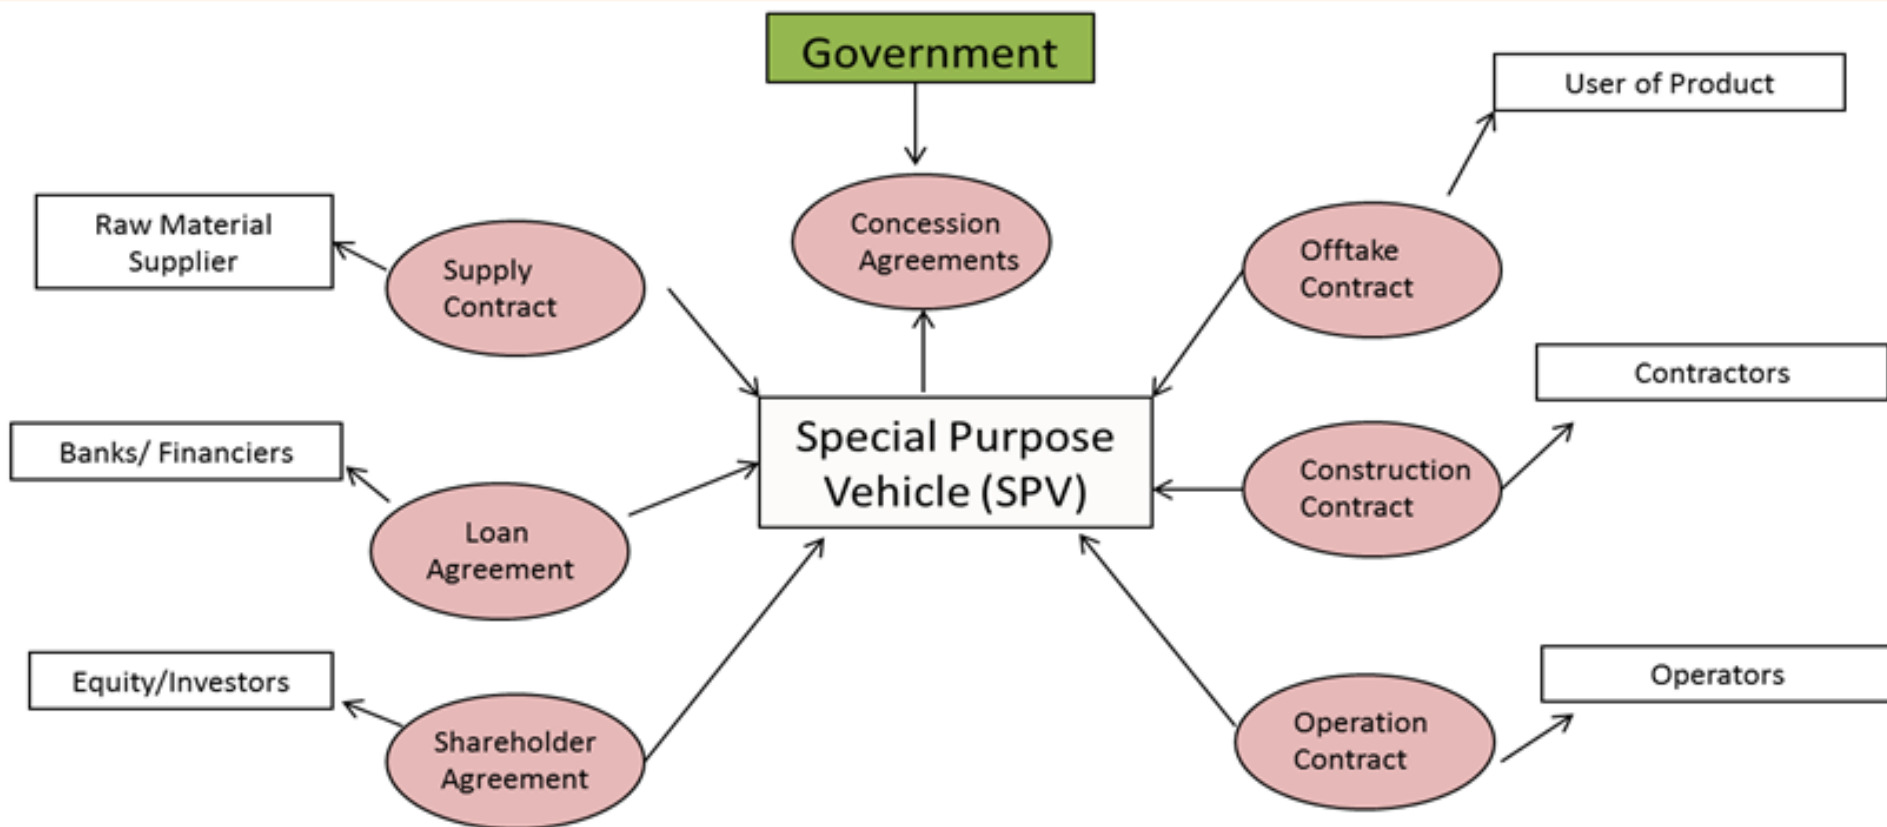 Government
User of Product
Raw Material
Supplier
Supply
Contract
Concession
Agreements
Offtake
Contract
Contractors
Banks/ Financiers
Special Purpose
Vehicle (SPV)
Construction
Contract
Loan
Agreement
Equity/Investors
Operators
Shareholder
Agreement
Operation
Contract